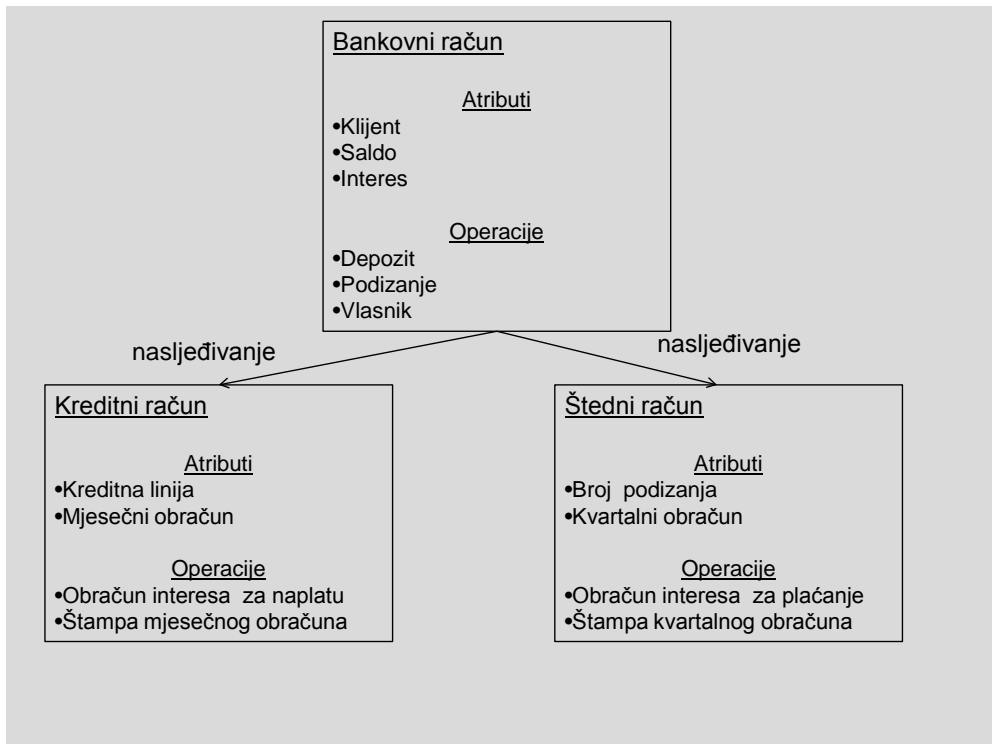 Bankovni račun
Atributi
•Klijent
•Saldo
•Interes
Operacije
•Depozit
•Podizanje
•Vlasnik
nasljeđivanje
nasljeđivanje
Kreditni račun
Atributi
•Kreditna linija
•Mjesečni obračun
Operacije
•Obračun interesa za naplatu
•Štampa mjesečnog obračuna
Štedni račun
Atributi
•Broj podizanja
•Kvartalni obračun
Operacije
•Obračun interesa za plaćanje
•Štampa kvartalnog obračuna